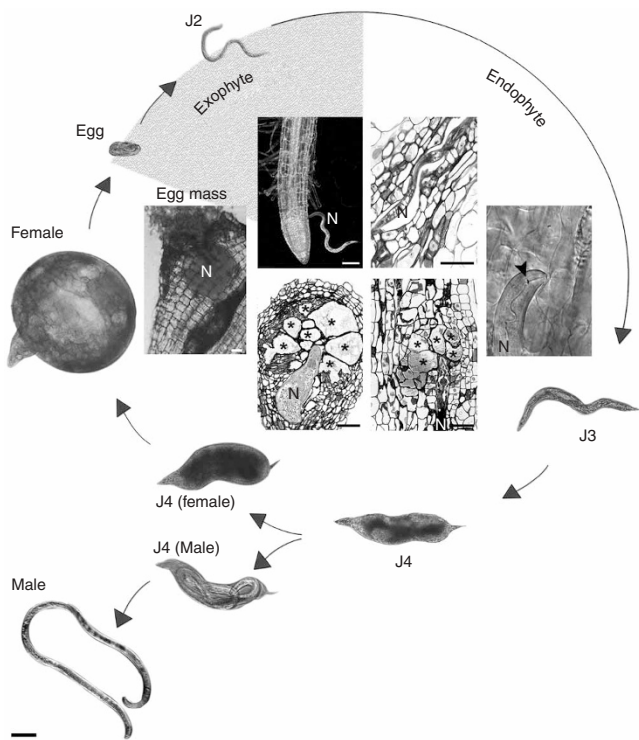 J2
Exophyte
Endophyte
Egg
Egg mass
Female
N
N
N
N
*
*
*
*
*
*
*
N
*
*
*
*
*
N
J3
J4 (female)
J4 (Male)
J4
Male